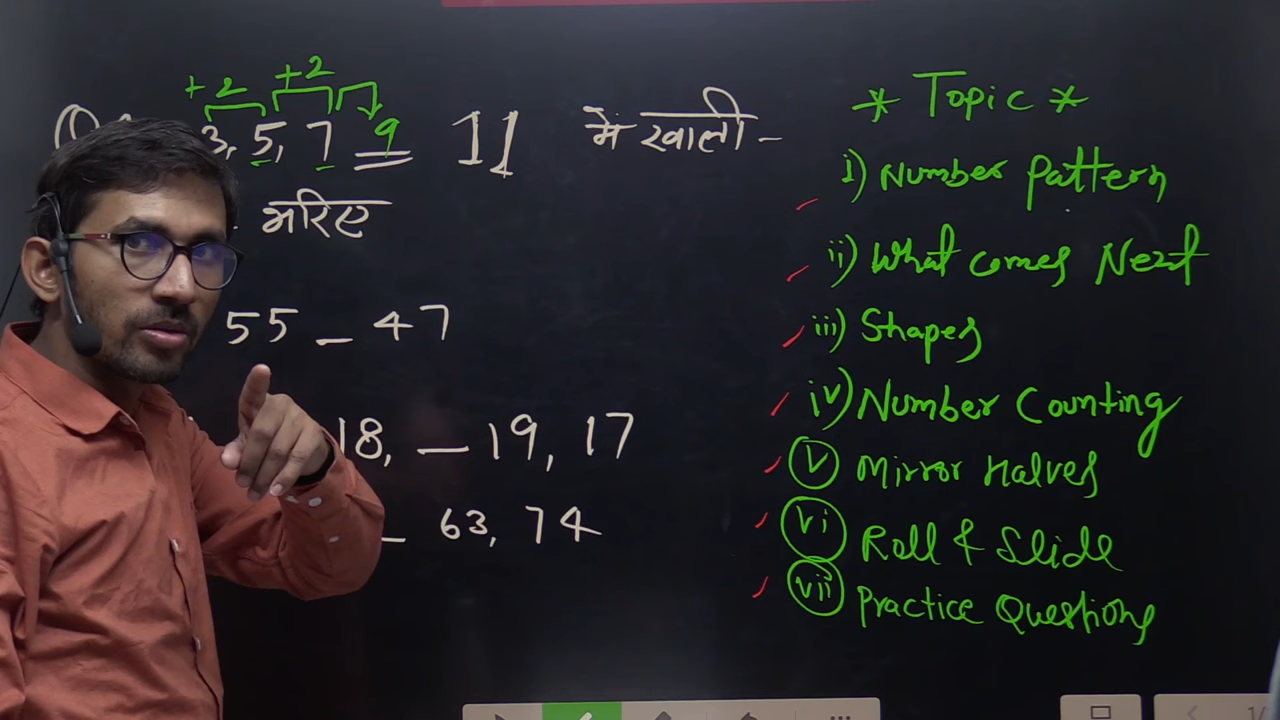 +2 +2
3, 5, 7 9 11 में खाली -
भरिए
55 _ 47
18, _ 19, 17
_ 63, 74
* Topic *
i) Number Pattern
ii) What comes Next
iii) Shapes
iv) Number Counting
v Mirror Halves
vi Roll & Slide
vii Practice Questions